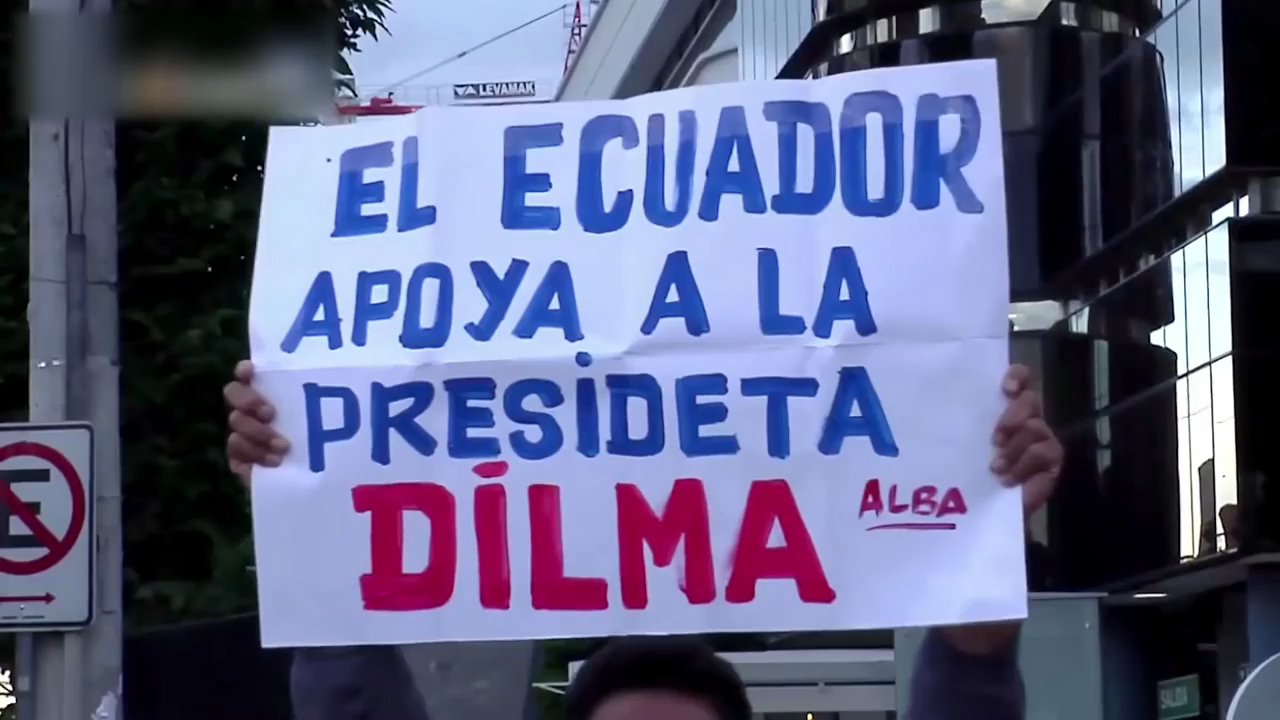 LEVAMAK
EL ECUADOR
APOYA A LA
PRESIDETA
DILMA
ALBA
E
SALIDA